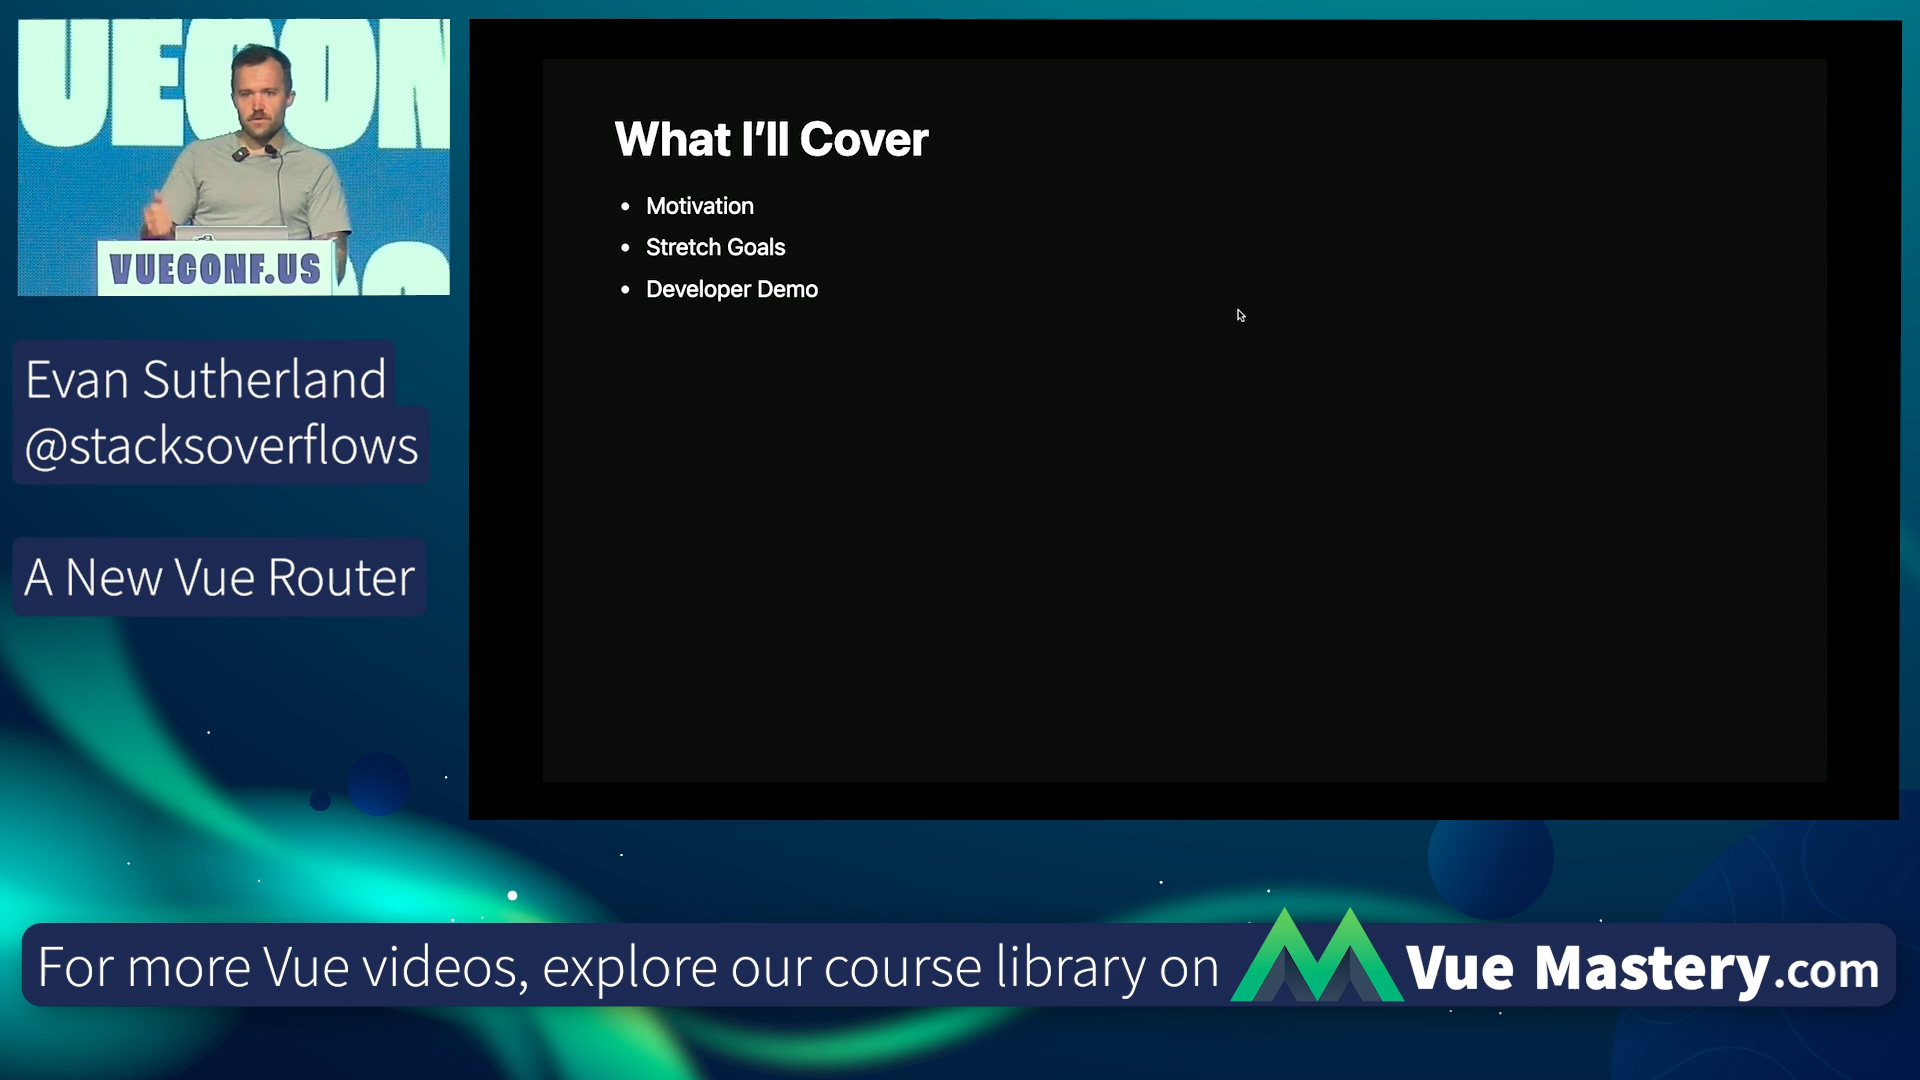 UECON
VUECONF.US
Evan Sutherland
@stacksoverflows
A New Vue Router
What I'll Cover
• Motivation
• Stretch Goals
• Developer Demo
For more Vue videos, explore our course library on Vue Mastery.com